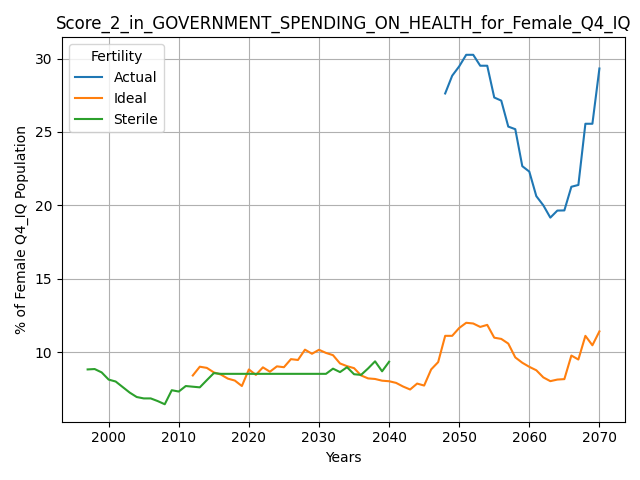 Score_2_in_GOVERNMENT_SPENDING_ON_HEALTH_for_Female_Q4_IQ
Fertility
Actual
Ideal
Sterile
% of Female Q4_IQ Population
30
25
20
15
10
2000 2010 2020 2030 2040 2050 2060 2070
Years